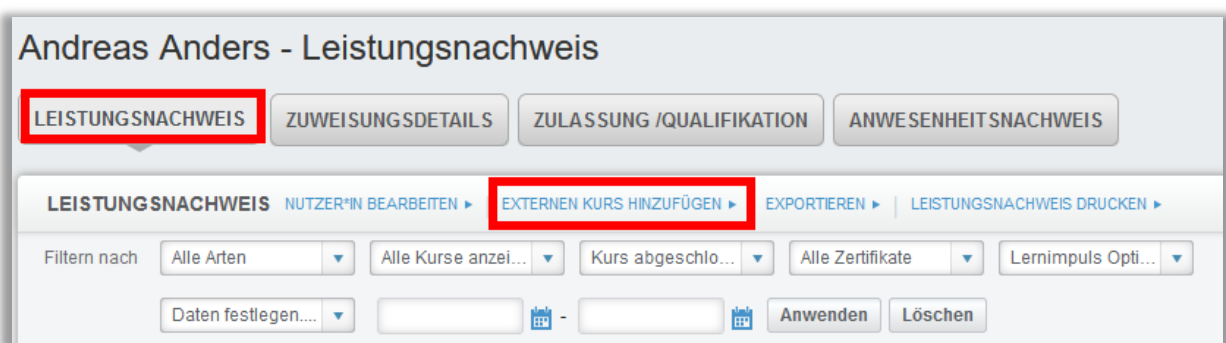 Andreas Anders - Leistungsnachweis
LEISTUNGSNACHWEIS ZUWEISUNGSDETAILS ZULASSUNG /QUALIFIKATION ANWESENHEITSNACHWEIS
LEISTUNGSNACHWEIS NUTZER*IN BEARBEITEN | EXTERNEN KURS HINZUFÜGEN EXPORTIEREN | LEISTUNGSNACHWEIS DRUCKEN
Filtern nach Alle Arten Alle Kurse anzei... Kurs abgeschlo... Alle Zertifikate Lernimpuls Opti...
Daten festlegen.... - Anwenden Löschen